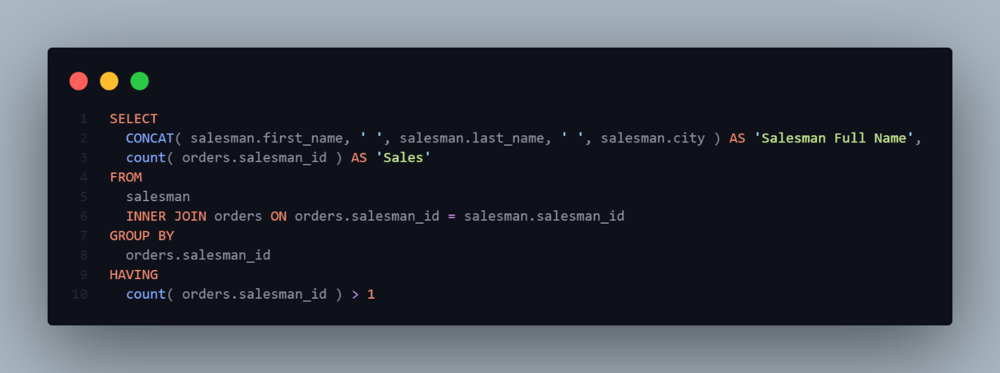 1 SELECT
2 CONCAT( salesman.first_name, ' ', salesman.last_name, ' ', salesman.city ) AS 'Salesman Full Name',
3 count( orders.salesman_id ) AS 'Sales'
4 FROM
5 salesman
6 INNER JOIN orders ON orders.salesman_id = salesman.salesman_id
7 GROUP BY
8 orders.salesman_id
9 HAVING
10 count( orders.salesman_id ) > 1